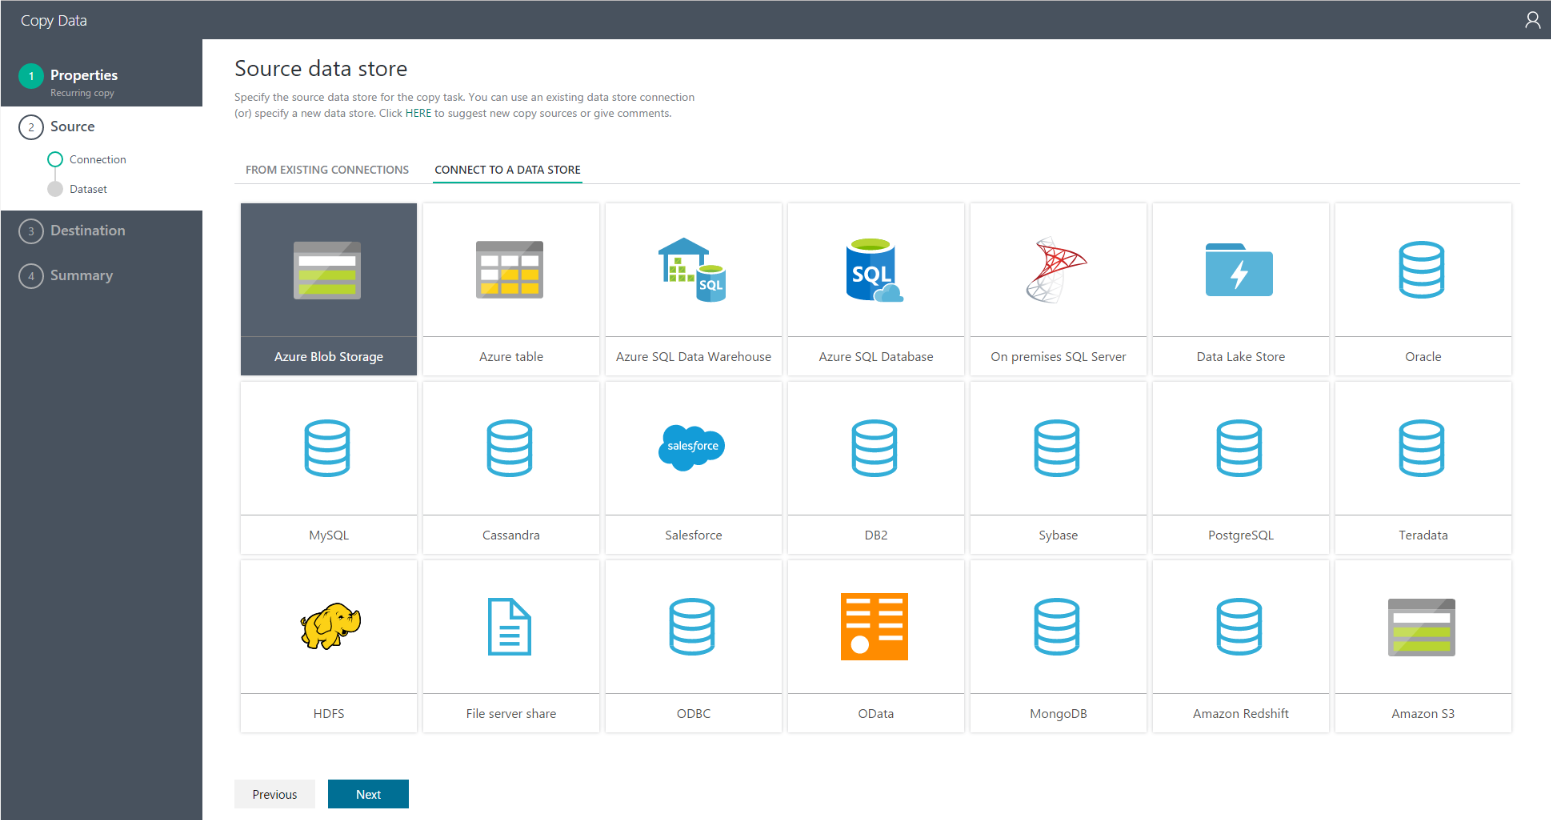 Copy Data
1 Properties
Recurring copy
2 Source
Connection
Dataset
3 Destination
4 Summary
Source data store
Specify the source data store for the copy task. You can use an existing data store connection
(or) specify a new data store. Click HERE to suggest new copy sources or give comments.
FROM EXISTING CONNECTIONS CONNECT TO A DATA STORE
SQL
SQL
Azure Blob Storage Azure table Azure SQL Data Warehouse Azure SQL Database On premises SQL Server Data Lake Store Oracle
salesforce
MySQL Cassandra Salesforce DB2 Sybase PostgreSQL Teradata
HDFS File server share ODBC OData MongoDB Amazon Redshift Amazon S3
Previous Next